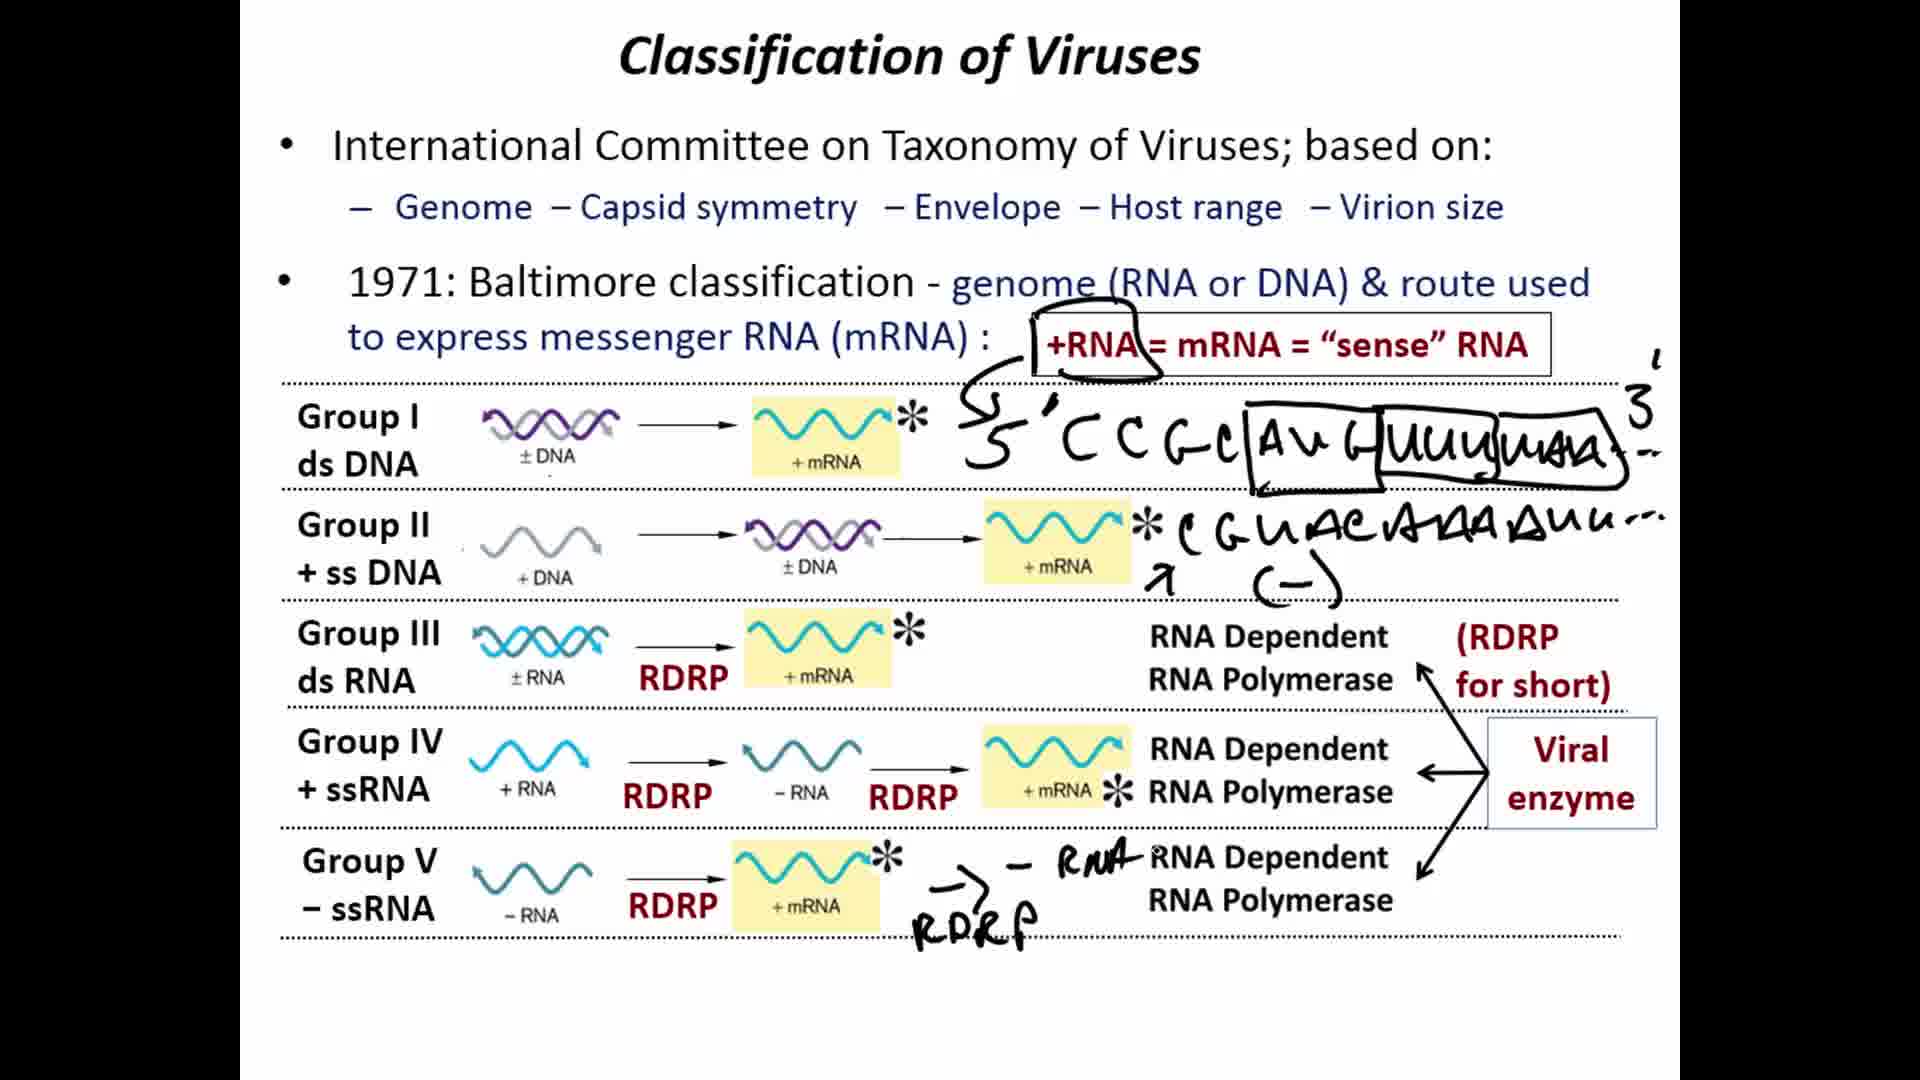 Classification of Viruses
• International Committee on Taxonomy of Viruses; based on:
– Genome – Capsid symmetry – Envelope – Host range – Virion size
• 1971: Baltimore classification - genome (RNA or DNA) & route used
to express messenger RNA (mRNA) :
+RNA = mRNA = “sense” RNA
Group I
ds DNA
± DNA
+ mRNA
*
5' CCGC AUG UUU UAA ... 3'
Group II
+ ss DNA
+ DNA
± DNA
+ mRNA
*
CGUACAAAAUU...
(-)
Group III
ds RNA
± RNA
RDRP
+ mRNA
*
RNA Dependent
RNA Polymerase
(RDRP
for short)
Group IV
+ ssRNA
+ RNA
RDRP
– RNA
RDRP
+ mRNA
*
RNA Dependent
RNA Polymerase
Viral
enzyme
Group V
– ssRNA
– RNA
RDRP
+ mRNA
*
RDRP
- RNA
RNA Dependent
RNA Polymerase